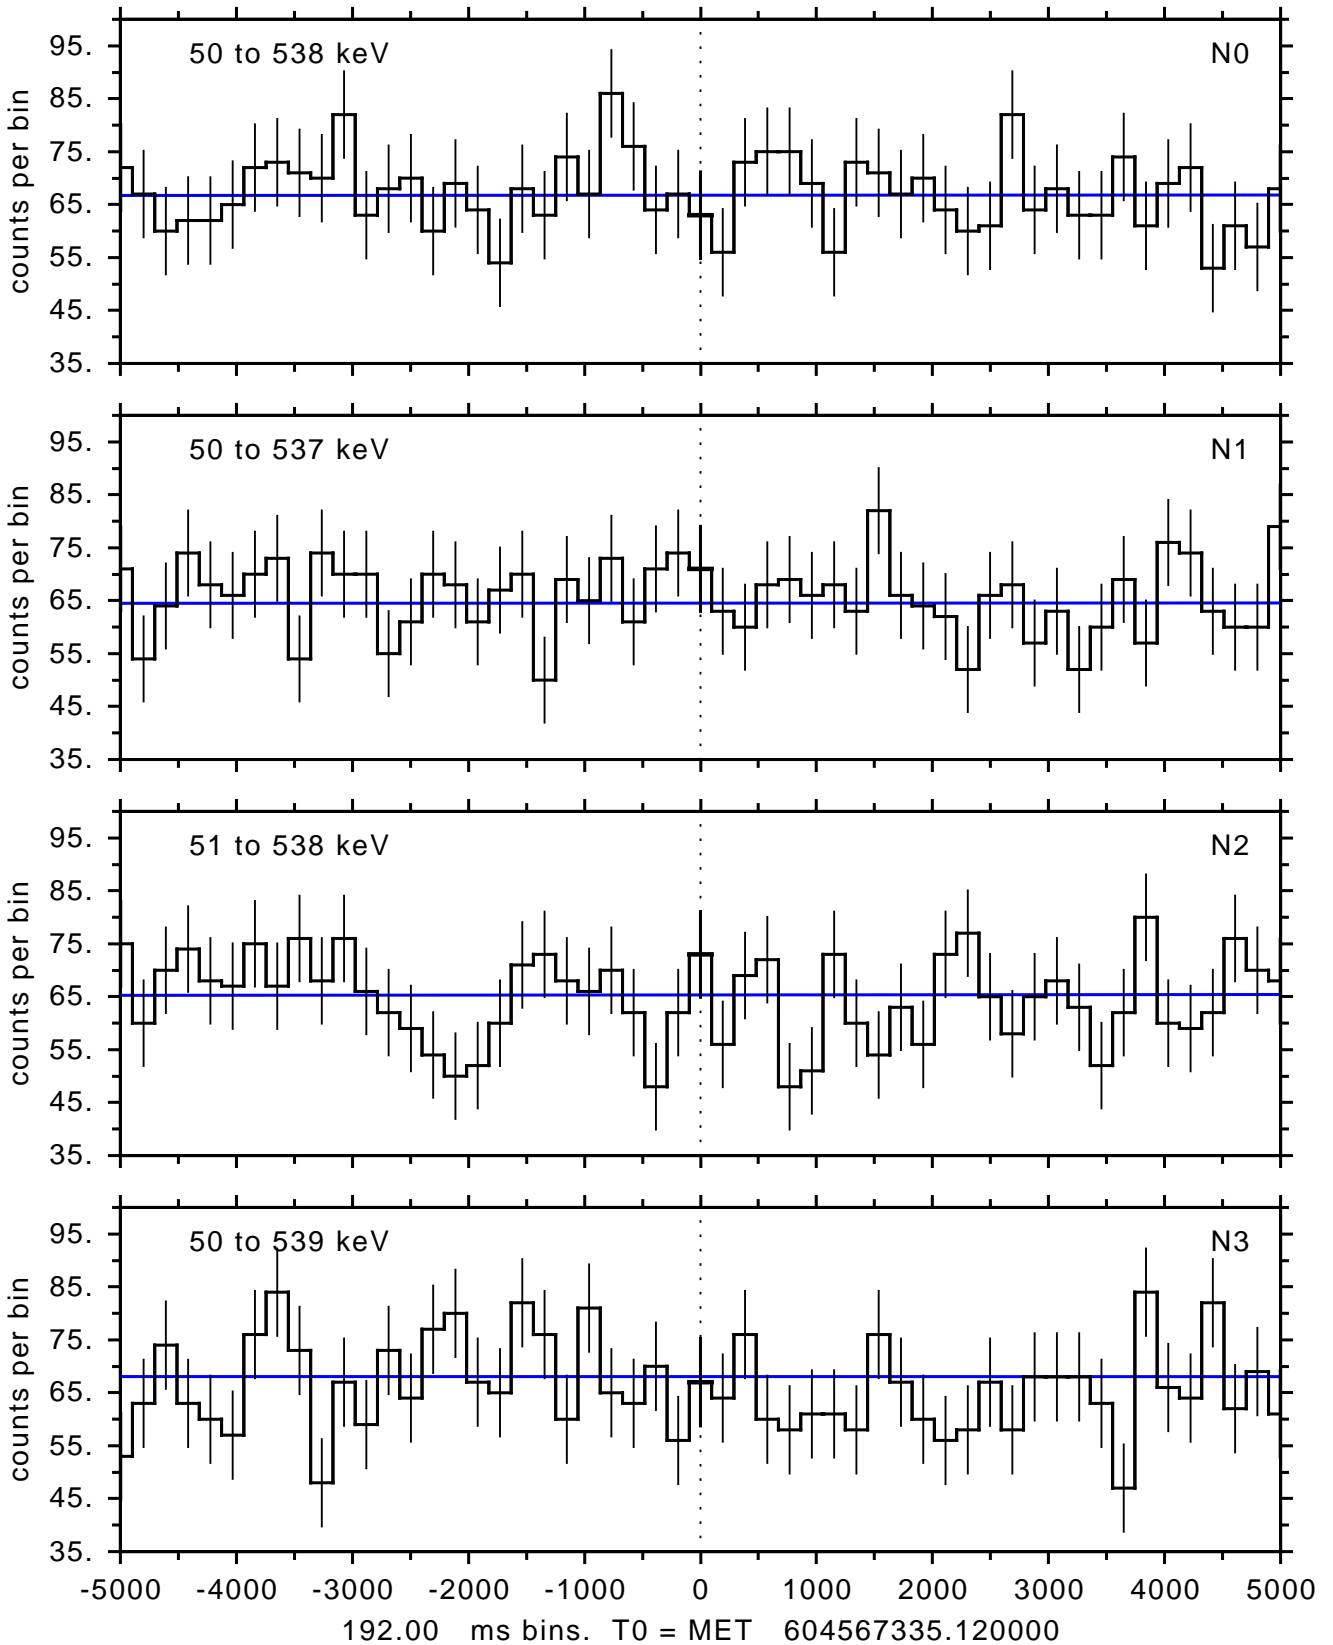 50 to 538 keV N0
95.
85.
75.
65.
55.
45.
35.
counts per bin
50 to 537 keV N1
95.
85.
75.
65.
55.
45.
35.
counts per bin
51 to 538 keV N2
95.
85.
75.
65.
55.
45.
35.
counts per bin
50 to 539 keV N3
95.
85.
75.
65.
55.
45.
35.
counts per bin
-5000 -4000 -3000 -2000 -1000 0 1000 2000 3000 4000 5000
192.00 ms bins. T0 = MET 604567335.120000